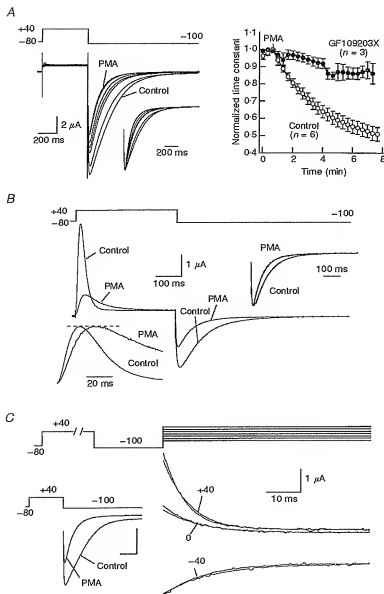 A
+40
−80
−100
PMA
Control
2 µA
200 ms
200 ms
Normalized time constant
1·1
1·0
0·9
0·8
0·7
0·6
0·5
0·4
PMA
GF109203X
(n = 3)
Control
(n = 6)
0 2 4 6 8
Time (min)
B
+40
−80
−100
Control
PMA
1 µA
100 ms
PMA
Control
100 ms
Control
PMA
PMA
Control
20 ms
C
+40
−80
−100
+40
−80
−100
Control
PMA
+40
0
−40
1 µA
10 ms